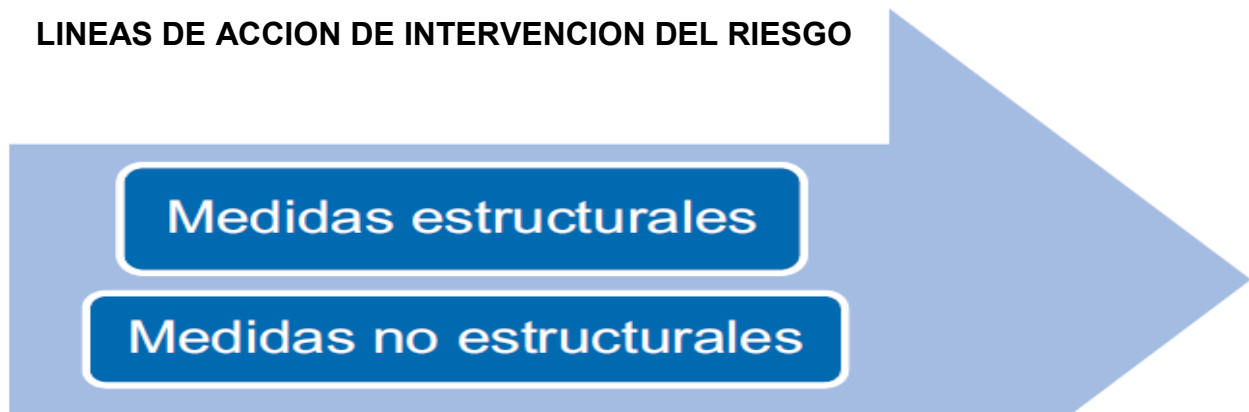 LINEAS DE ACCION DE INTERVENCION DEL RIESGO
Medidas estructurales
Medidas no estructurales